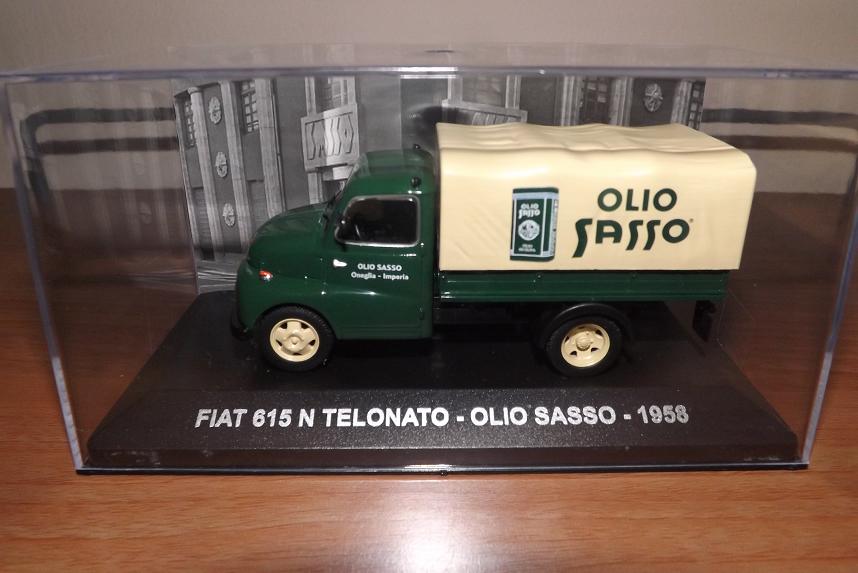 SASSO
OLIO
SASSO
OLIO
SASSO®
OLIO SASSO
Oneglia - Imperia
FIAT 615 N TELONATO - OLIO SASSO - 1958